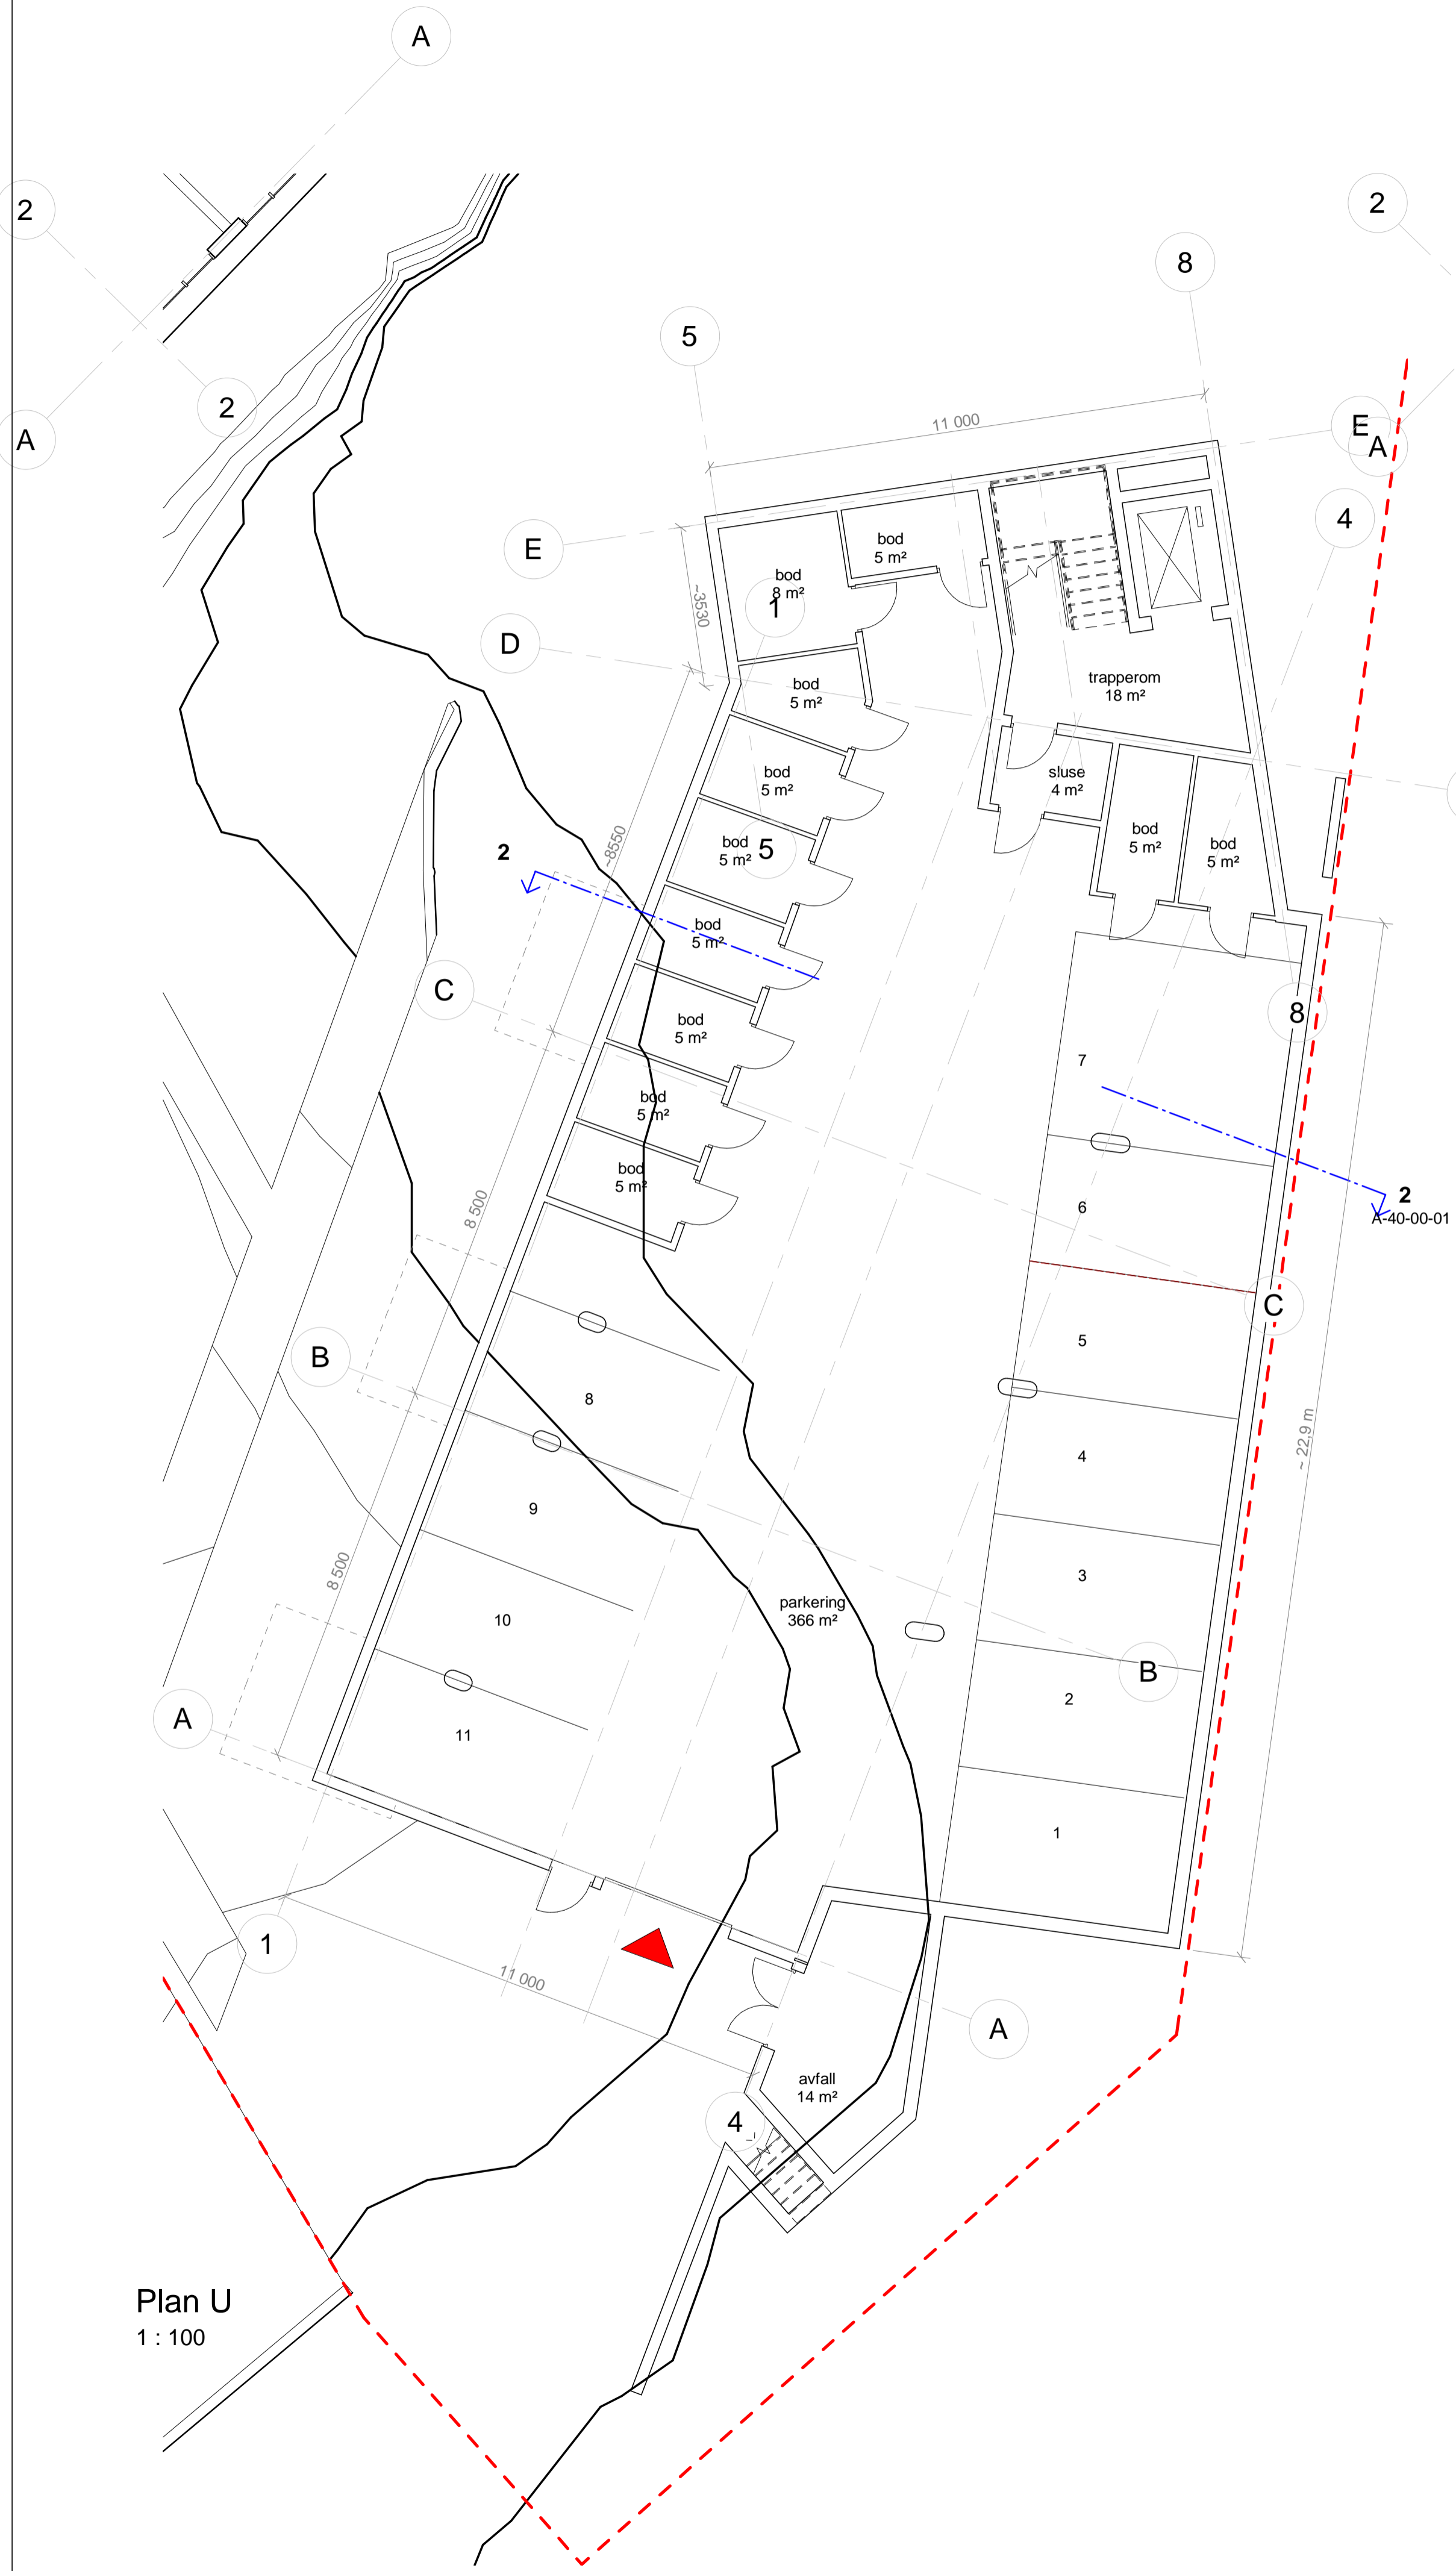 A
2
2
8
5
11 000
2
A
E
A
4
E
bod
5 m²
bod
8 m²
1
~3530
D
trapperom
18 m²
bod
5 m²
sluse
4 m²
bod
5 m²
bod
5 m²
bod
5 m²
bod
5 m²
5
~8550
2
bod
5 m²
C
8
bod
5 m²
7
bod
5 m²
bod
5 m²
6
2
A-40-00-01
8 500
C
B
5
8
~ 22,9 m
4
9
8 500
3
parkering
366 m²
10
B
2
A
11
1
1
11 000
A
avfall
14 m²
4
Plan U
1 : 100